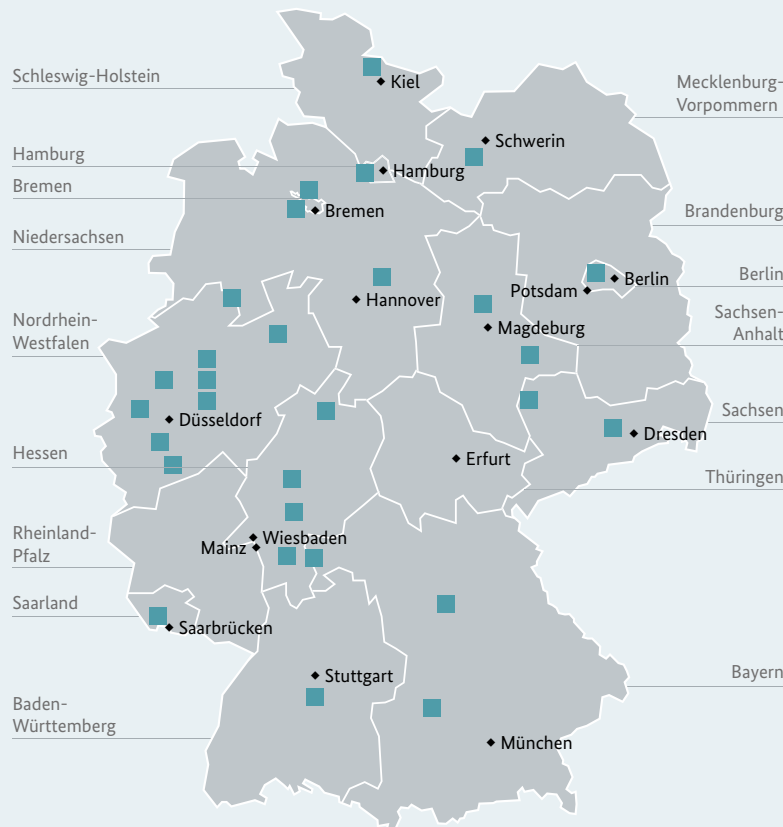 Schleswig-Holstein
Kiel
Mecklenburg-
Vorpommern
Schwerin
Hamburg
Hamburg
Bremen
Bremen
Brandenburg
Niedersachsen
Berlin
Berlin
Potsdam
Hannover
Nordrhein-
Westfalen
Magdeburg
Sachsen-
Anhalt
Düsseldorf
Sachsen
Dresden
Hessen
Erfurt
Thüringen
Rheinland-
Pfalz
Wiesbaden
Mainz
Saarland
Saarbrücken
Stuttgart
Bayern
Baden-
Württemberg
München